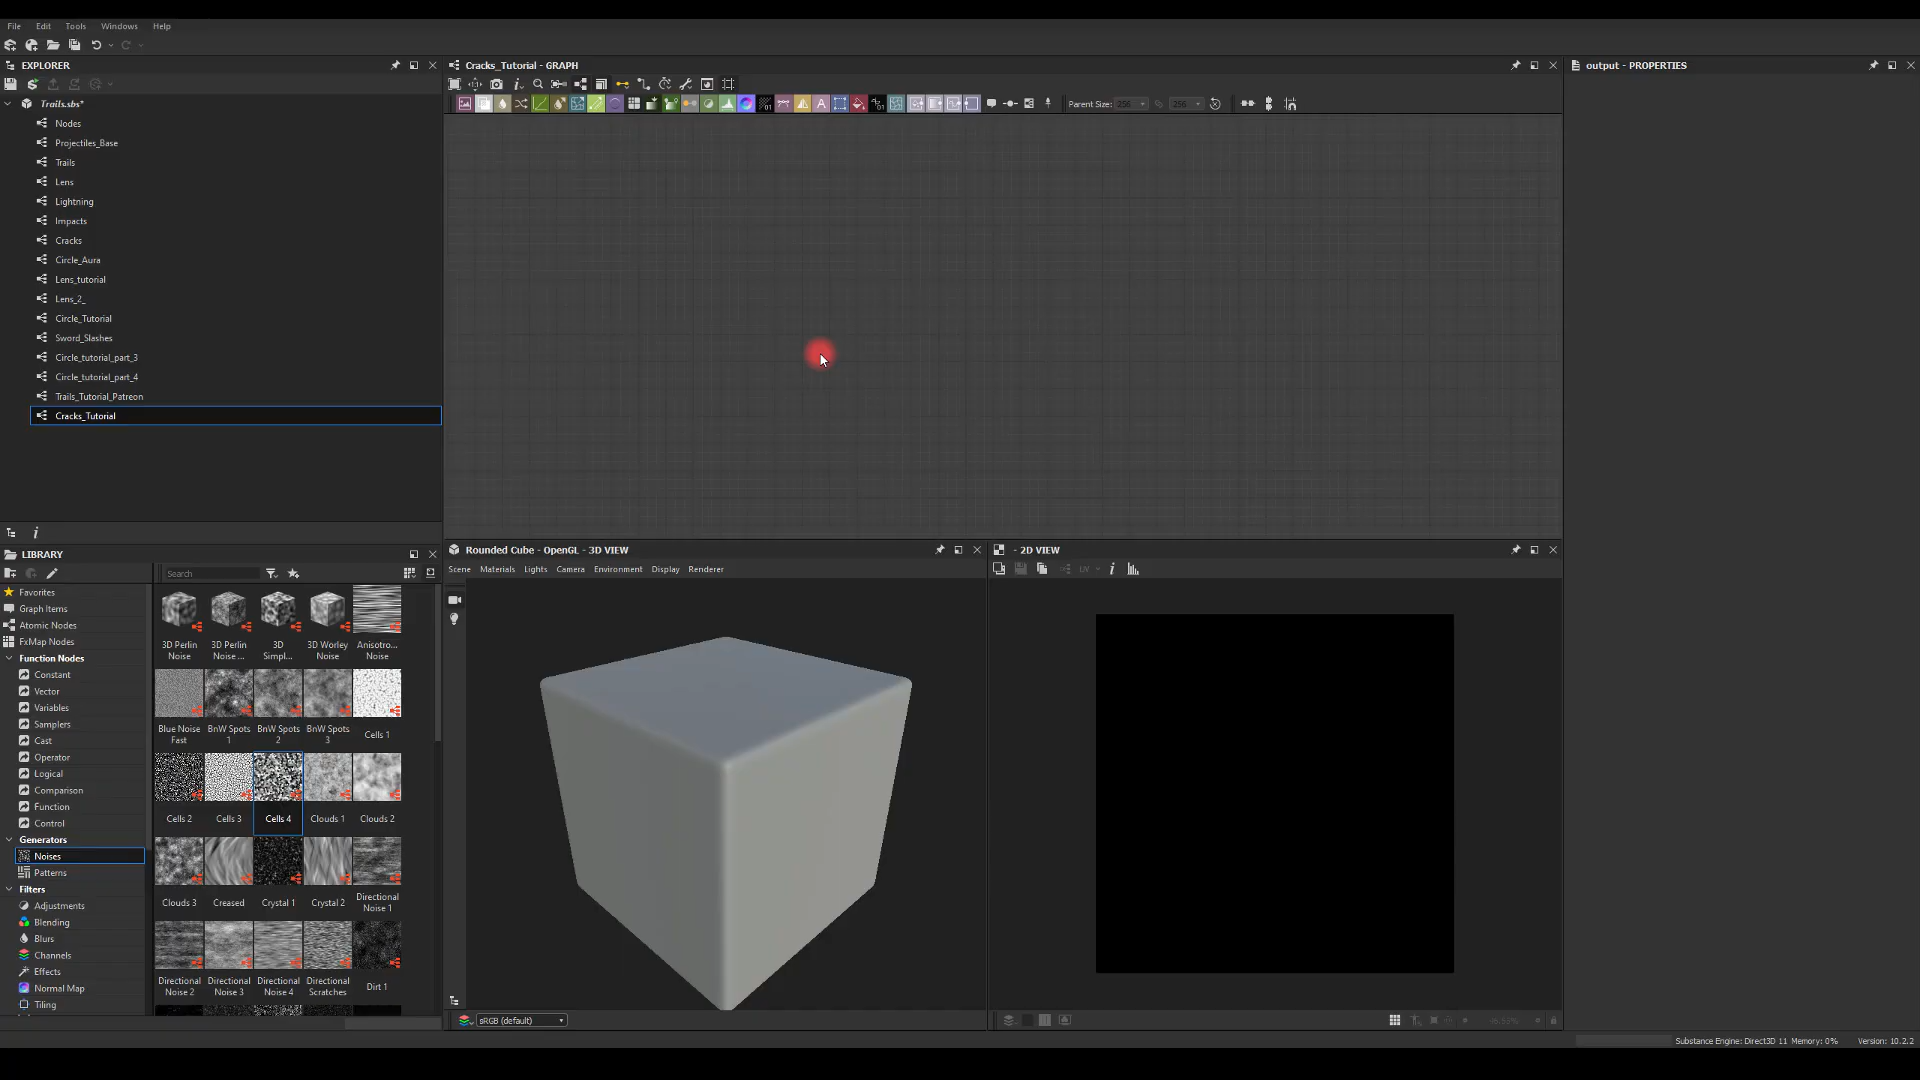 File Edit Tools Windows Help
EXPLORER
Trails.sbs*
Nodes
Projectiles_Base
Trails
Lens
Lightning
Impacts
Cracks
Circle_Aura
Lens_tutorial
Lens_2_
Circle_Tutorial
Sword_Slashes
Circle_tutorial_part_3
Circle_tutorial_part_4
Trails_Tutorial_Patreon
Cracks_Tutorial
Cracks_Tutorial - GRAPH
Parent Size: 256 256
output - PROPERTIES
LIBRARY
Search
Favorites
Graph Items
Atomic Nodes
FxMap Nodes
Function Nodes
Constant
Vector
Variables
Samplers
Cast
Operator
Logical
Comparison
Function
Control
Generators
Noises
Patterns
Filters
Adjustments
Blending
Blurs
Channels
Effects
Normal Map
Tiling
3D Perlin Noise
3D Perlin Noise ...
3D Simpl...
3D Worley Noise
Anisotro... Noise
Blue Noise Fast
BnW Spots 1
BnW Spots 2
BnW Spots 3
Cells 1
Cells 2
Cells 3
Cells 4
Clouds 1
Clouds 2
Clouds 3
Creased
Crystal 1
Crystal 2
Directional Noise 1
Directional Noise 2
Directional Noise 3
Directional Noise 4
Directional Scratches
Dirt 1
Rounded Cube - OpenGL - 3D VIEW
Scene Materials Lights Camera Environment Display Renderer
sRGB (default)
- 2D VIEW
UV
Substance Engine: Direct3D 11 Memory: 0% Version: 10.2.2